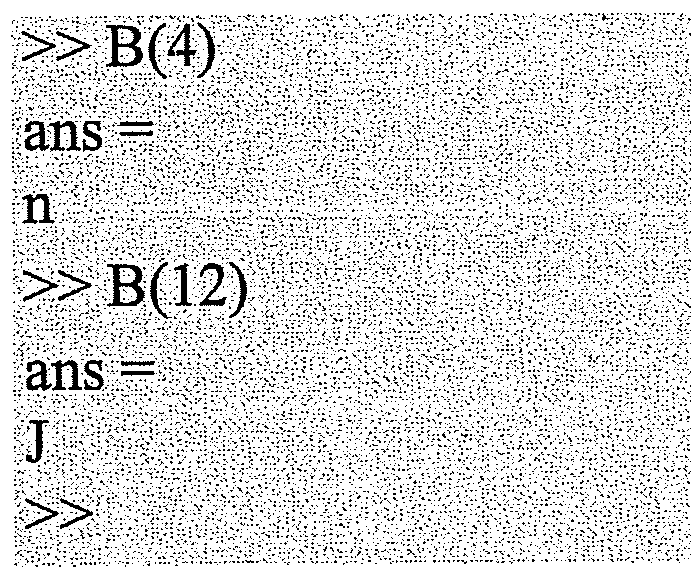 >> B(4)
ans =
n
>> B(12)
ans =
J
>>